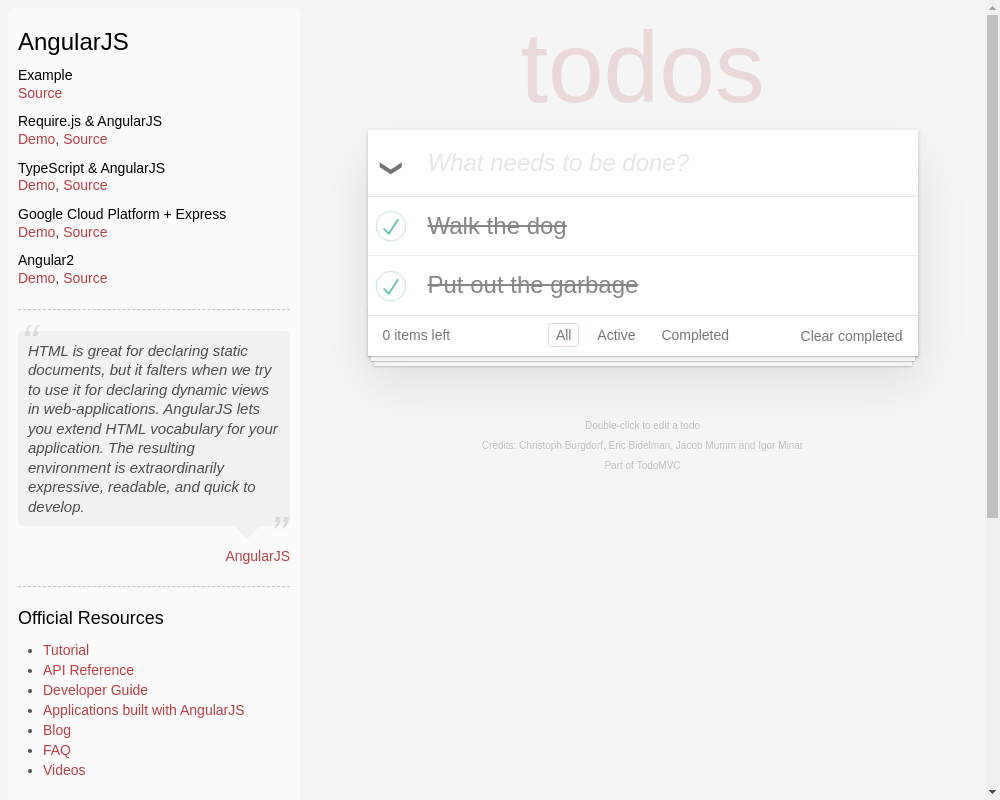 AngularJS
Example
Source
Require.js & AngularJS
Demo, Source
TypeScript & AngularJS
Demo, Source
Google Cloud Platform + Express
Demo, Source
Angular2
Demo, Source
“
HTML is great for declaring static
documents, but it falters when we try
to use it for declaring dynamic views
in web-applications. AngularJS lets
you extend HTML vocabulary for your
application. The resulting
environment is extraordinarily
expressive, readable, and quick to
develop.
”
AngularJS
Official Resources
Tutorial
API Reference
Developer Guide
Applications built with AngularJS
Blog
FAQ
Videos
todos
What needs to be done?
Walk the dog
Put out the garbage
0 items left All Active Completed Clear completed
Double-click to edit a todo
Credits: Christoph Burgdorf, Eric Bidelman, Jacob Mumm and Igor Minar
Part of TodoMVC